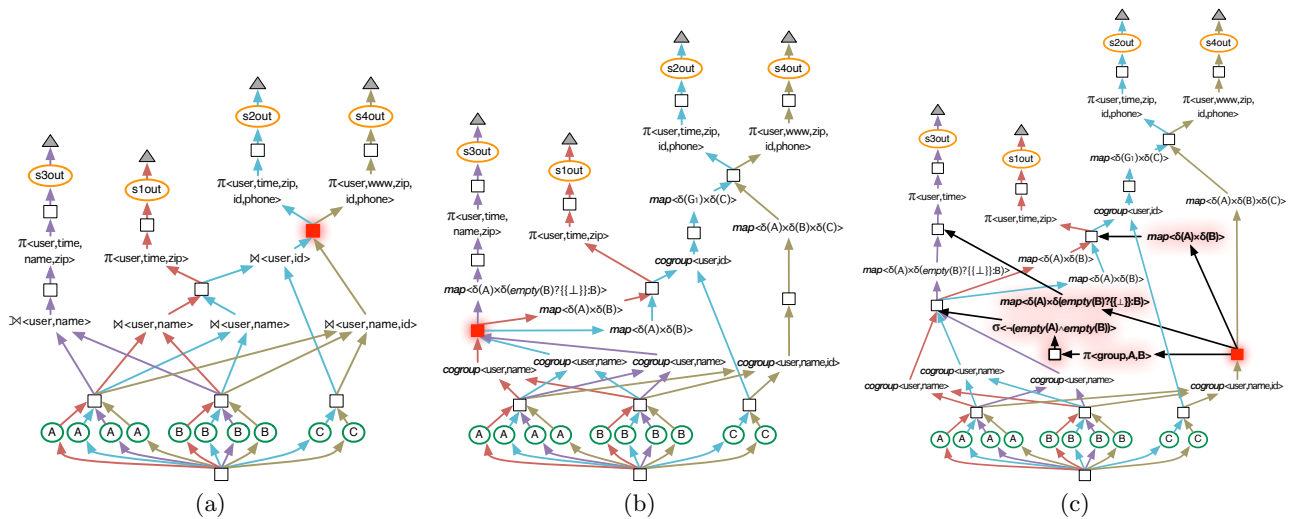 s2out
s4out
π<user,time,zip,
id,phone>
π<user,www,zip,
id,phone>
s3out
s1out
π<user,time,
name,zip>
π<user,time,zip>
⋈<user,id>
⟕<user,name>
⋈<user,name>
⋈<user,name>
⋈<user,name,id>
A A A A B B B B C C
(a)
s2out
s4out
π<user,time,zip,
id,phone>
π<user,www,zip,
id,phone>
s3out
s1out
map<δ(G₁)×δ(C)>
π<user,time,
name,zip>
π<user,time,zip>
map<δ(A)×δ(B)×δ(C)>
cogroup<user,id>
map<δ(A)×δ(empty(B)?{{⊥}}:B)>
map<δ(A)×δ(B)>
map<δ(A)×δ(B)>
cogroup<user,name>
cogroup<user,name>
cogroup<user,name>
cogroup<user,name,id>
A A A A B B B B C C
(b)
s2out
s4out
π<user,time,zip,
id,phone>
π<user,www,zip,
id,phone>
s3out
s1out
map<δ(G₁)×δ(C)>
π<user,time>
π<user,time,zip>
cogroup<user,id>
map<δ(A)×δ(B)×δ(C)>
map<δ(A)×δ(B)>
map<δ(A)×δ(B)>
map<δ(A)×δ(empty(B)?{{⊥}}:B)>
map<δ(A)×δ(B)>
map<δ(A)×δ(empty(B)?{{⊥}}:B)>
σ<¬(empty(A)∧empty(B))>
π<group,A,B>
cogroup<user,name>
cogroup<user,name>
cogroup<user,name>
cogroup<user,name,id>
A A A A B B B B C C
(c)